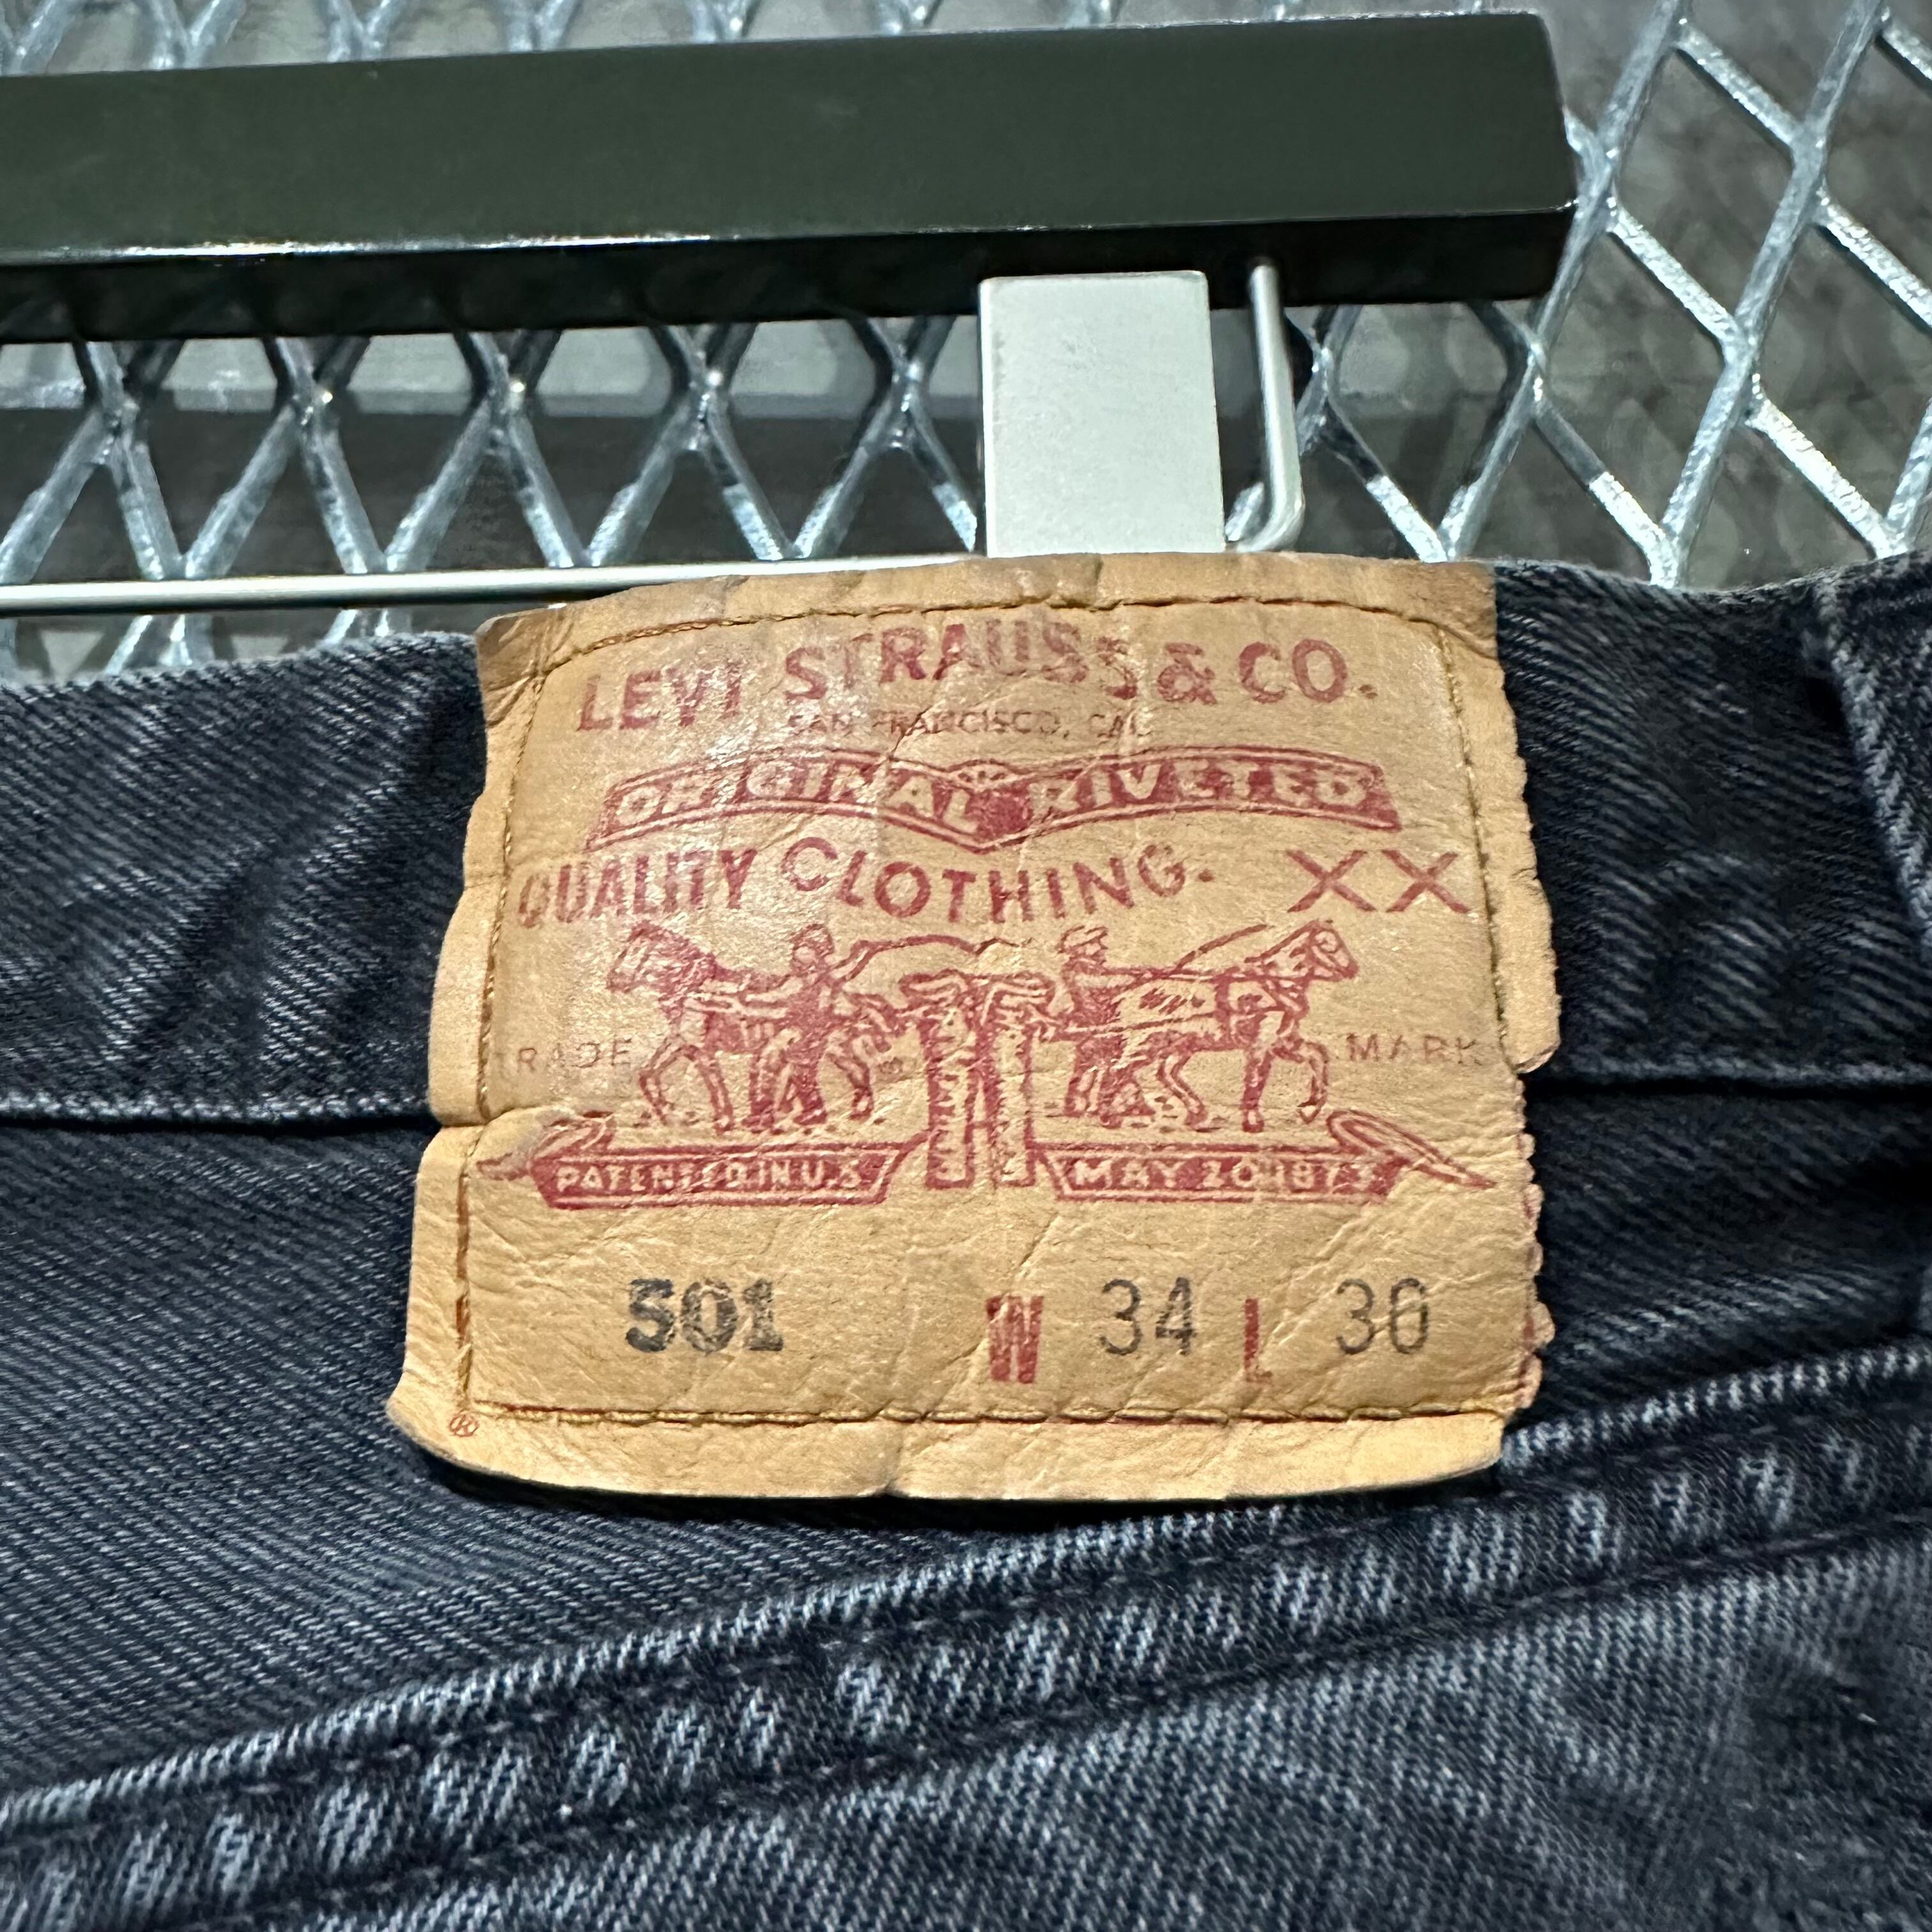 LEVI STRAUSS & CO.
SAN FRANCISCO, CAL
ORIGINAL RIVETED
QUALITY CLOTHING. XX
TRADE MARK
PATENTED IN U.S. MAY 20 1873
501 W 34 L 36
®